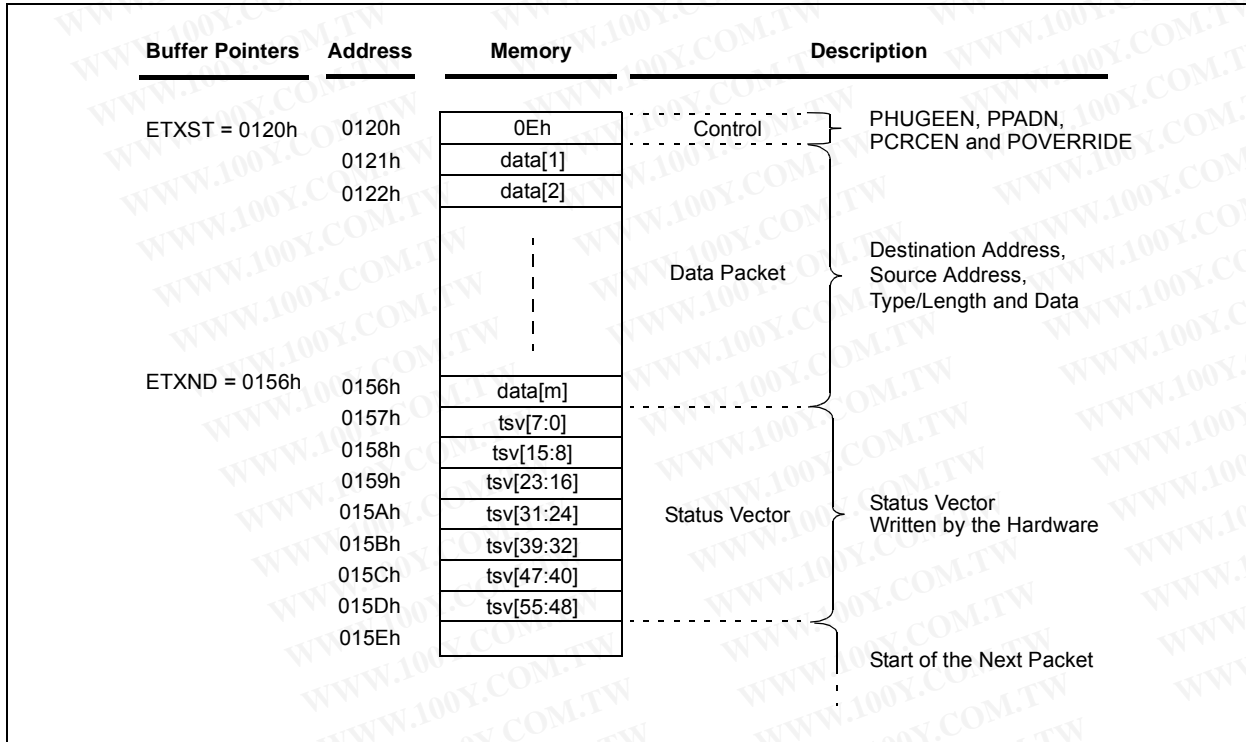 Buffer Pointers Address Memory Description
ETXST = 0120h 0120h 0Eh Control PHUGEEN, PPADN,
PCRCEN and POVERRIDE
0121h data[1]
0122h data[2]
Data Packet Destination Address,
Source Address,
Type/Length and Data
ETXND = 0156h 0156h data[m]
0157h tsv[7:0]
0158h tsv[15:8]
0159h tsv[23:16]
015Ah tsv[31:24] Status Vector Status Vector
Written by the Hardware
015Bh tsv[39:32]
015Ch tsv[47:40]
015Dh tsv[55:48]
015Eh
Start of the Next Packet
WWW.100Y.COM.TW